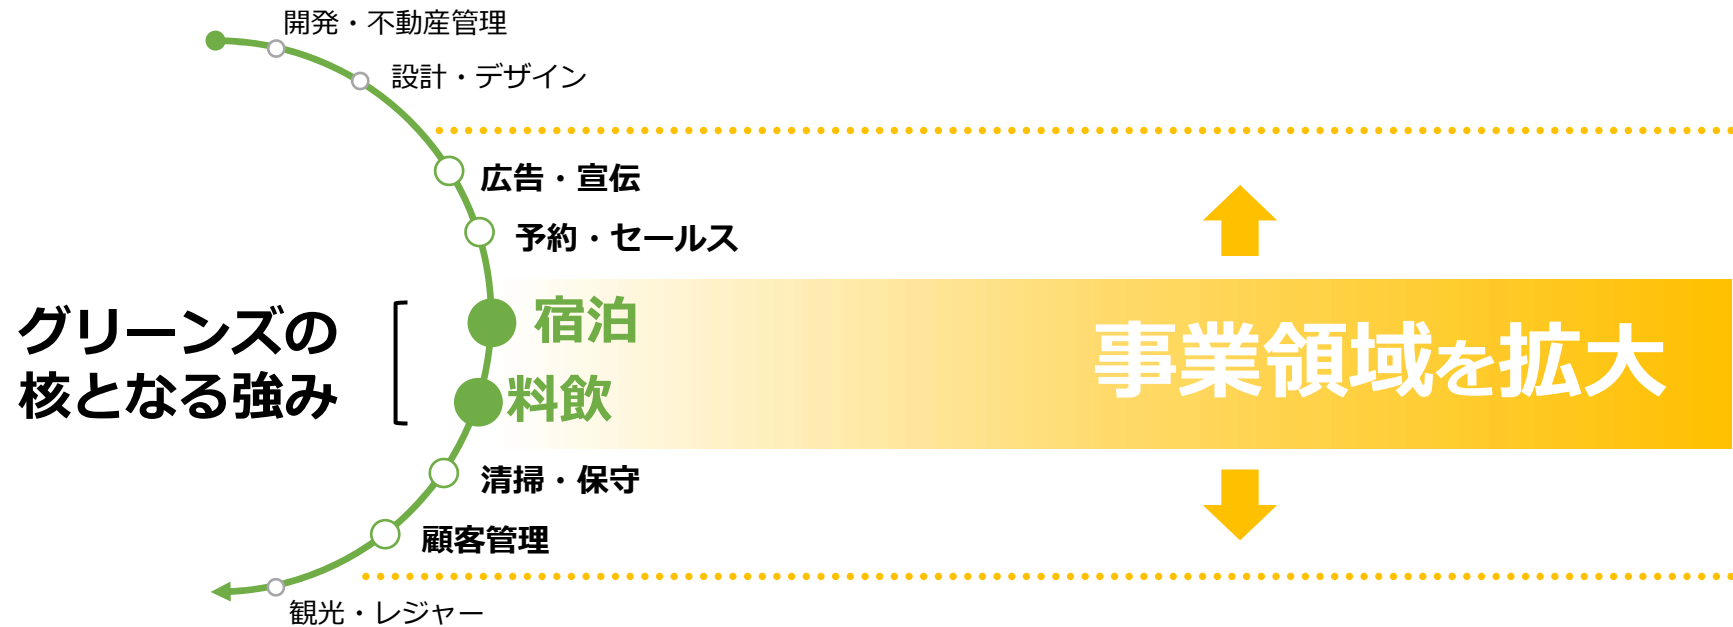 開発・不動産管理
設計・デザイン
広告・宣伝
予約・セールス
グリーンズの
核となる強み
宿泊
料飲
事業領域を拡大
清掃・保守
顧客管理
観光・レジャー